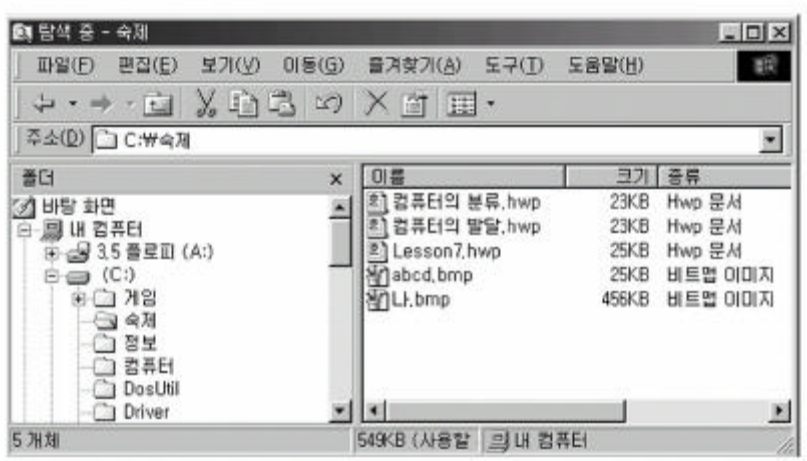 탐색 중 - 숙제
파일(F) 편집(E) 보기(V) 이동(G) 즐겨찾기(A) 도구(T) 도움말(H)
주소(D) C:₩숙제
폴더
바탕 화면
내 컴퓨터
3,5 플로피 (A:)
(C:)
게임
숙제
정보
컴퓨터
DosUtil
Driver
이름 크기 종류
컴퓨터의 분류.hwp 23KB Hwp 문서
컴퓨터의 발달.hwp 23KB Hwp 문서
Lesson7.hwp 25KB Hwp 문서
abcd.bmp 25KB 비트맵 이미지
나.bmp 456KB 비트맵 이미지
5 개체 549KB (사용할 내 컴퓨터